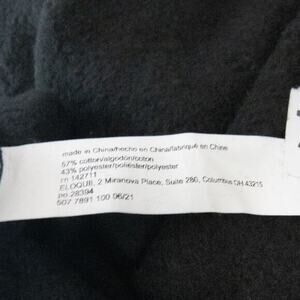 made in China/hecho en China/fabriqué en Chine
57% cotton/algodón/coton
43% polyester/poliéster/polyester
rn 142711
ELOQUII, 2 Miranova Place, Suite 280, Columbus OH 43215
po 28394
507 7891 100 06/21